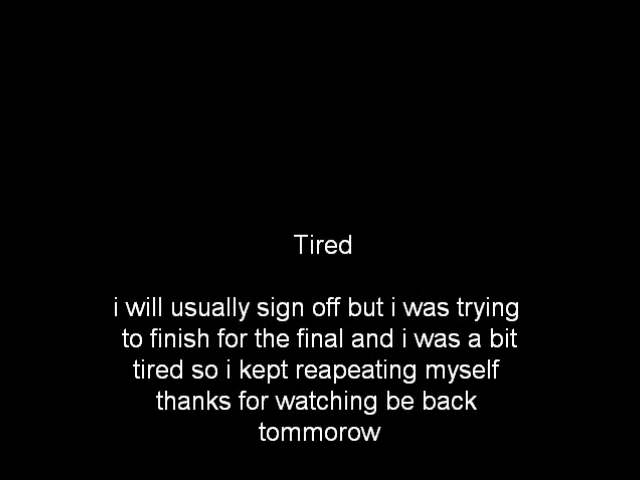 Tired
i will usually sign off but i was trying
to finish for the final and i was a bit
tired so i kept reapeating myself
thanks for watching be back
tommorow